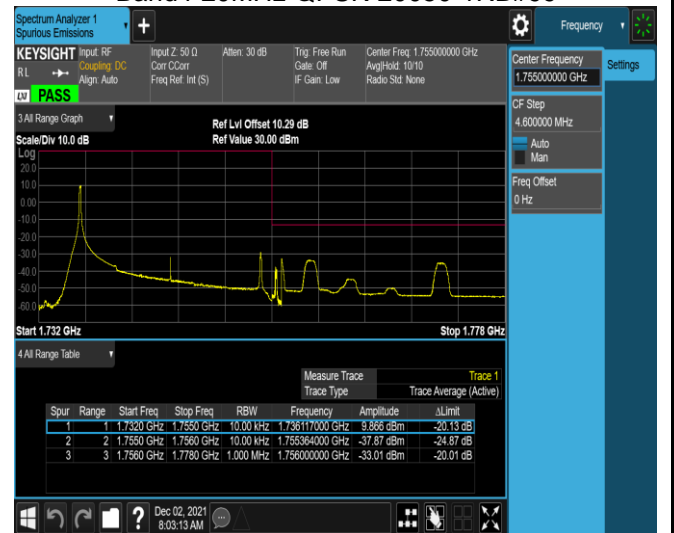 Spectrum Analyzer 1
Spurious Emissions
Frequency
KEYSIGHT
R L
LXI PASS
Input: RF
Coupling: DC
Align: Auto
Input Z: 50 Ω
Corr CCorr
Freq Ref: Int (S)
Atten: 30 dB
Trig: Free Run
Gate: Off
IF Gain: Low
Center Freq: 1.755000000 GHz
Avg|Hold: 10/10
Radio Std: None
Center Frequency
1.755000000 GHz
Settings
CF Step
4.600000 MHz
Auto
Man
Freq Offset
0 Hz
3 All Range Graph
Scale/Div 10.0 dB
Ref Lvl Offset 10.29 dB
Ref Value 30.00 dBm
Log
20.0
10.0
0.00
-10.0
-20.0
-30.0
-40.0
-50.0
-60.0
Start 1.732 GHz
Stop 1.778 GHz
4 All Range Table
Measure Trace Trace 1
Trace Type Trace Average (Active)
Spur Range Start Freq Stop Freq RBW Frequency Amplitude ΔLimit
1 1 1.7320 GHz 1.7550 GHz 10.00 kHz 1.736117000 GHz 9.866 dBm -20.13 dB
2 2 1.7550 GHz 1.7560 GHz 10.00 kHz 1.755364000 GHz -37.87 dBm -24.87 dB
3 3 1.7560 GHz 1.7780 GHz 1.000 MHz 1.756000000 GHz -33.01 dBm -20.01 dB
Dec 02, 2021
8:03:13 AM